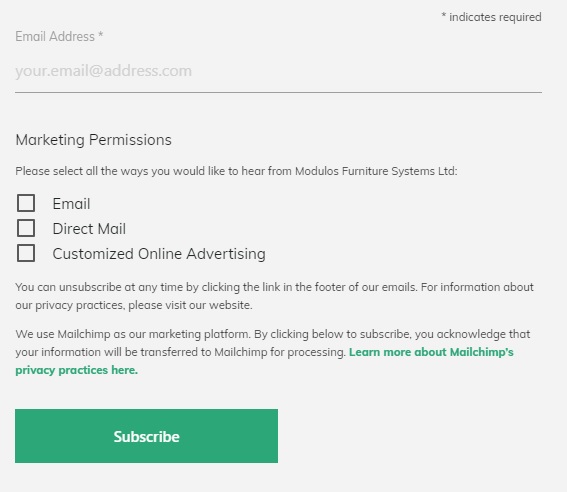 * indicates required
Email Address *
your.email@address.com
Marketing Permissions
Please select all the ways you would like to hear from Modulos Furniture Systems Ltd:
Email
Direct Mail
Customized Online Advertising
You can unsubscribe at any time by clicking the link in the footer of our emails. For information about
our privacy practices, please visit our website.
We use Mailchimp as our marketing platform. By clicking below to subscribe, you acknowledge that
your information will be transferred to Mailchimp for processing. Learn more about Mailchimp's
privacy practices here.
Subscribe